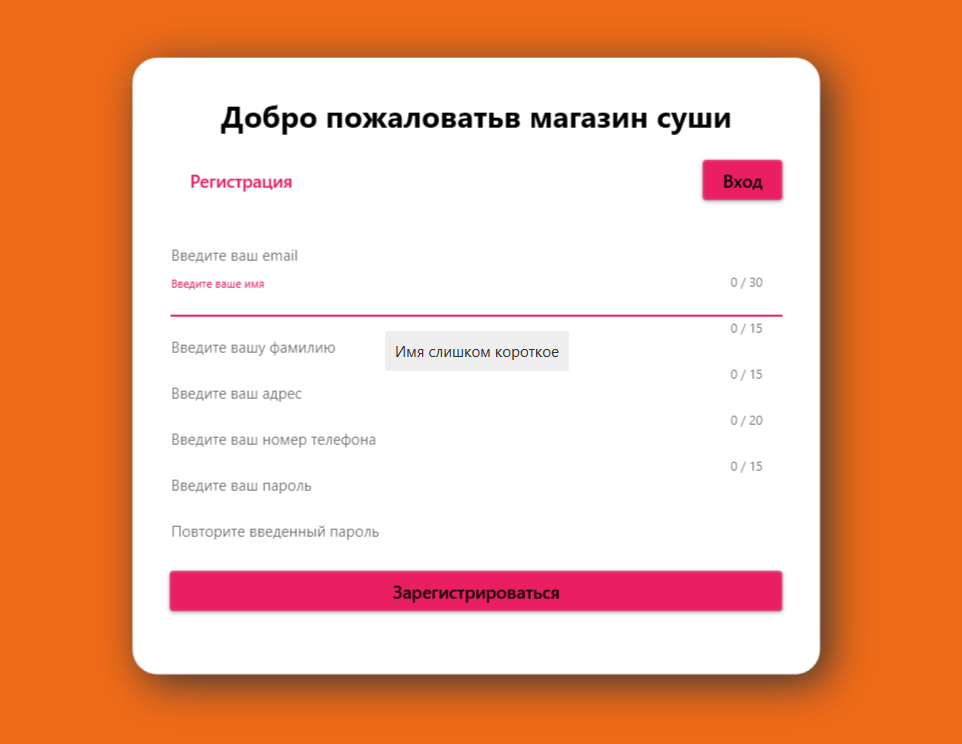 Добро пожаловатьв магазин суши
Регистрация
Вход
Введите ваш email
Введите ваше имя
0 / 30
0 / 15
Введите вашу фамилию
Имя слишком короткое
0 / 15
Введите ваш адрес
0 / 20
Введите ваш номер телефона
0 / 15
Введите ваш пароль
Повторите введенный пароль
Зарегистрироваться